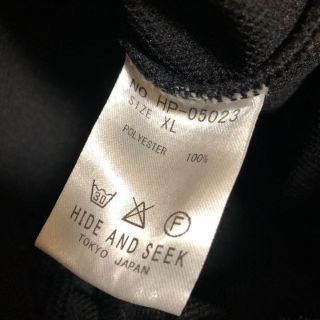 NO. HP-05023
SIZE XL
POLYESTER 100%
30 F
HIDE AND SEEK
TOKYO JAPAN